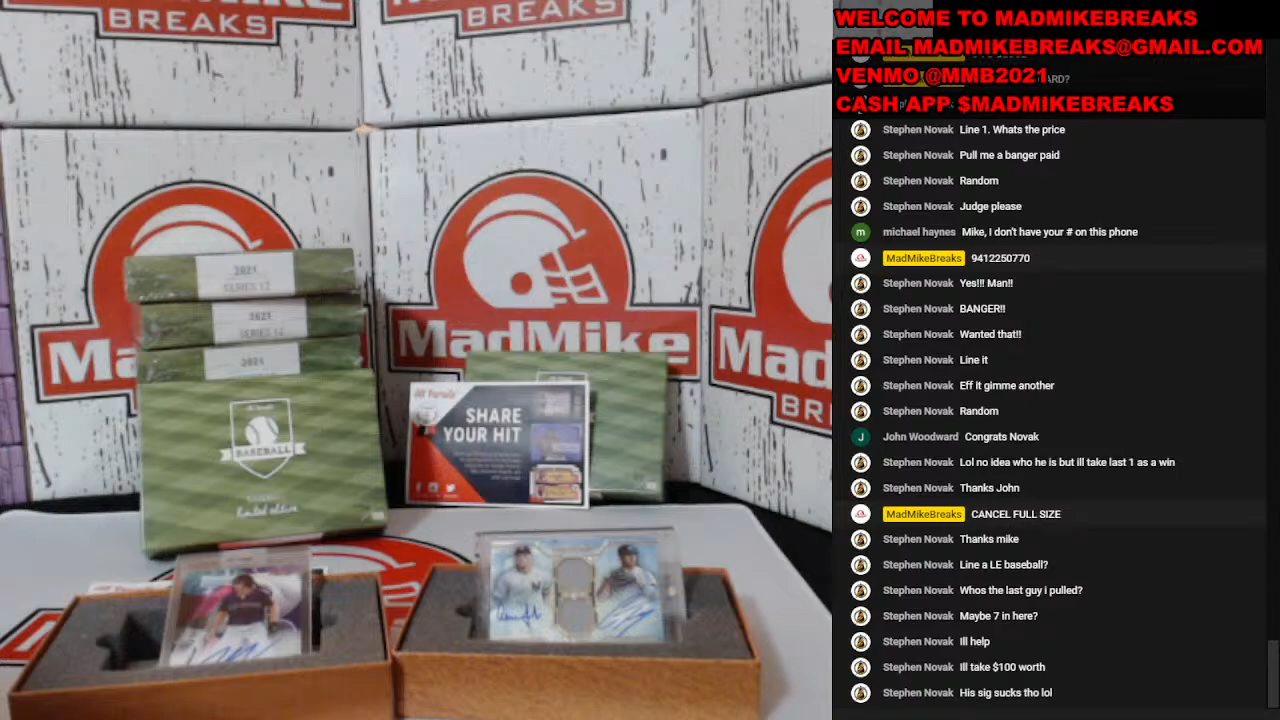 BREAKS
BREAKS
MadMike
SHARE
YOUR HIT
2021
SERIES 12
2021
SERIES 12
2021
BASEBALL
limited edition
WELCOME TO MADMIKEBREAKS
EMAIL MADMIKEBREAKS@GMAIL.COM
VENMO @MMB2021
CASH APP $MADMIKEBREAKS
Stephen Novak Line 1. Whats the price
Stephen Novak Pull me a banger paid
Stephen Novak Random
Stephen Novak Judge please
m michael haynes Mike, I don't have your # on this phone
MadMikeBreaks 9412250770
Stephen Novak Yes!!! Man!!
Stephen Novak BANGER!!
Stephen Novak Wanted that!!
Stephen Novak Line it
Stephen Novak Eff it gimme another
Stephen Novak Random
J John Woodward Congrats Novak
Stephen Novak Lol no idea who he is but ill take last 1 as a win
Stephen Novak Thanks John
MadMikeBreaks CANCEL FULL SIZE
Stephen Novak Thanks mike
Stephen Novak Line a LE baseball?
Stephen Novak Whos the last guy i pulled?
Stephen Novak Maybe 7 in here?
Stephen Novak Ill help
Stephen Novak Ill take $100 worth
Stephen Novak His sig sucks tho lol